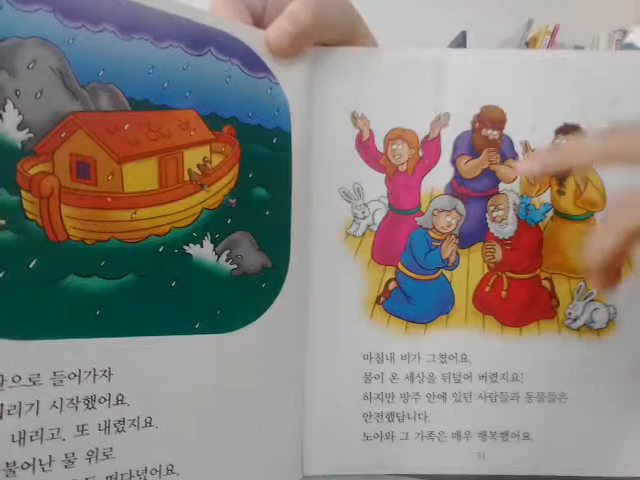 으로 들어가자
시작했어요.
내리고, 또 내렸지요.
불어난 물 위로
마침내 비가 그쳤어요.
물이 온 세상을 뒤덮어 버렸지요!
하지만 방주 안에 있던 사람들과 동물들은
안전했답니다.
노아와 그 가족은 매우 행복했어요.
31